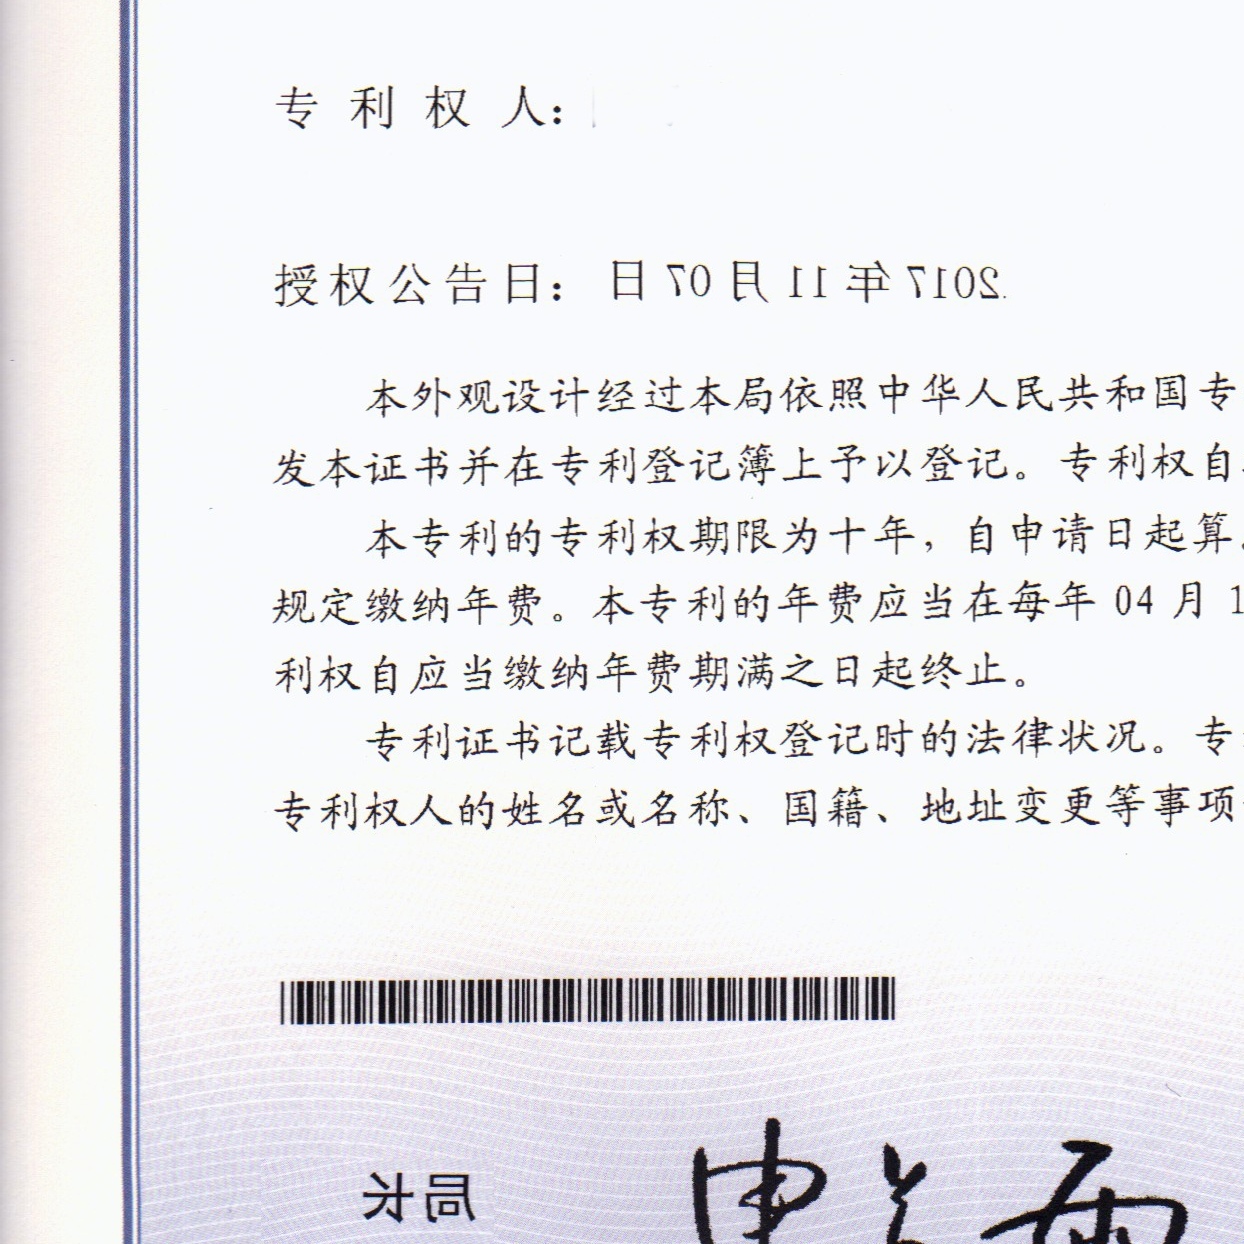 专利权人：
授权公告日：2017年11月07日
本外观设计经过本局依照中华人民共和国专
发本证书并在专利登记簿上予以登记。专利权自
本专利的专利权期限为十年，自申请日起算。
规定缴纳年费。本专利的年费应当在每年 04 月 1
利权自应当缴纳年费期满之日起终止。
专利证书记载专利权登记时的法律状况。专
专利权人的姓名或名称、国籍、地址变更等事项
局长